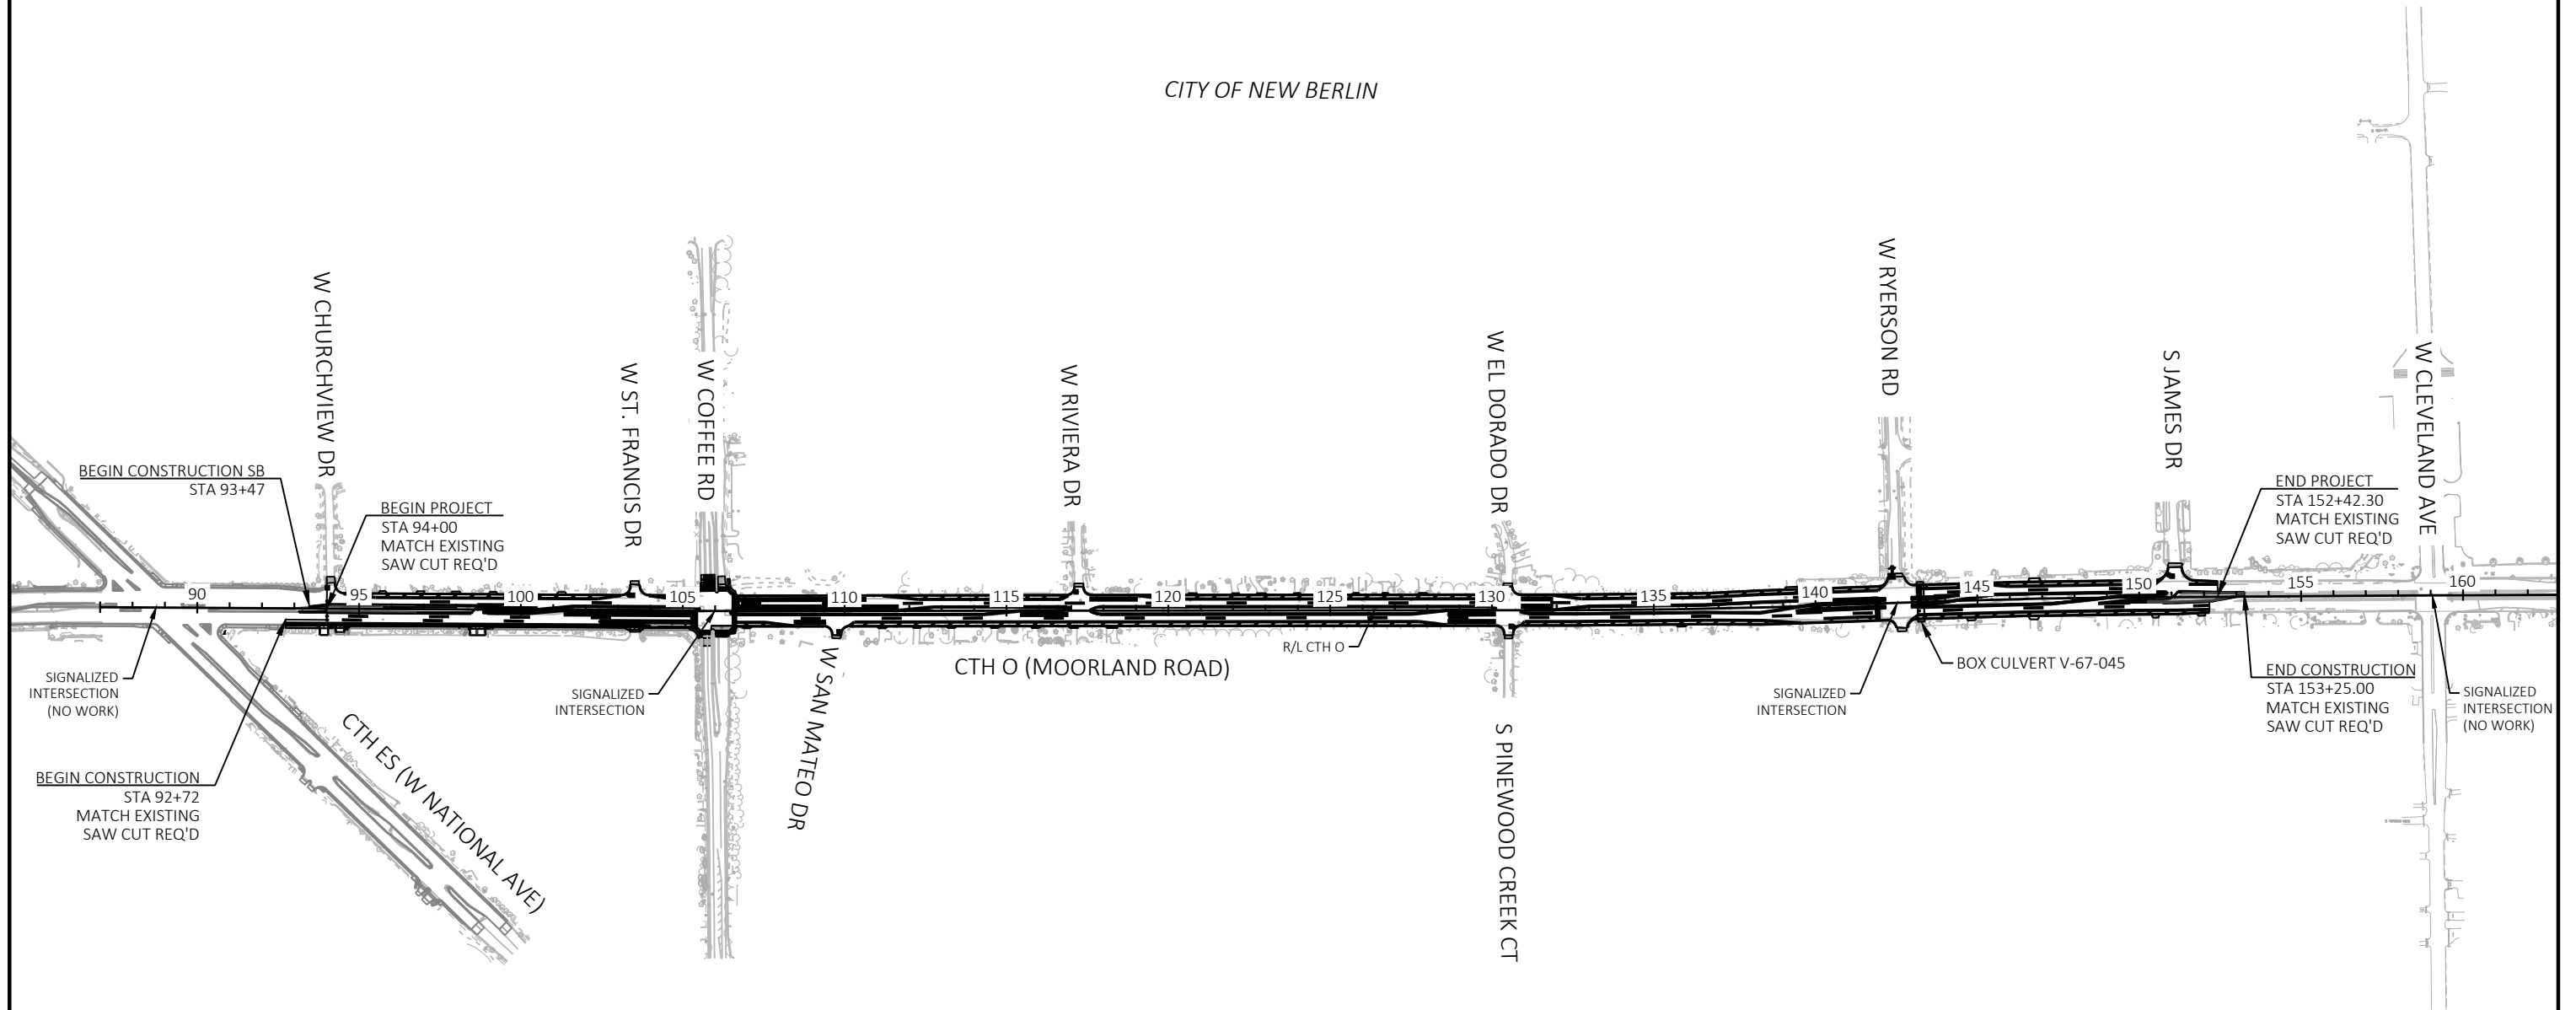 CITY OF NEW BERLIN
W CHURCHVIEW DR
W ST. FRANCIS DR
W COFFEE RD
W RIVIERA DR
W EL DORADO DR
W RYERSON RD
S JAMES DR
W CLEVELAND AVE
BEGIN CONSTRUCTION SB
STA 93+47
BEGIN PROJECT
STA 94+00
MATCH EXISTING
SAW CUT REQ'D
END PROJECT
STA 152+42.30
MATCH EXISTING
SAW CUT REQ'D
90
95
100
105
110
115
120
125
130
135
140
145
150
155
160
SIGNALIZED
INTERSECTION
(NO WORK)
SIGNALIZED
INTERSECTION
W SAN MATEO DR
CTH O (MOORLAND ROAD)
R/L CTH O
S PINEWOOD CREEK CT
SIGNALIZED
INTERSECTION
BOX CULVERT V-67-045
END CONSTRUCTION
STA 153+25.00
MATCH EXISTING
SAW CUT REQ'D
SIGNALIZED
INTERSECTION
(NO WORK)
BEGIN CONSTRUCTION
STA 92+72
MATCH EXISTING
SAW CUT REQ'D
CTH ES (W NATIONAL AVE)